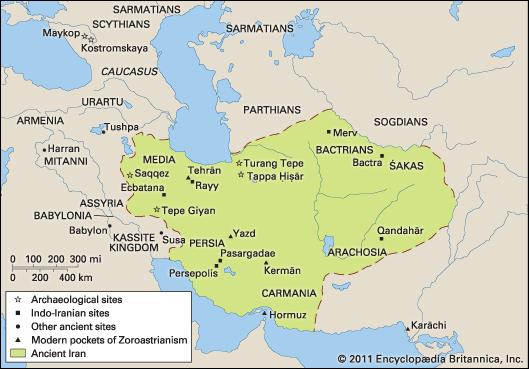 SARMATIANS
SCYTHIANS
Maykop
Kostromskaya
SARMATIANS
CAUCASUS
URARTU
ARMENIA
Tushpa
Harran
MITANNI
PARTHIANS
SOGDIANS
Merv
BACTRIANS
Bactra
ŚAKAS
MEDIA
Saqqez
Ecbatana
Tehrān
Rayy
Turang Tepe
Tappa Ḥiṣār
ASSYRIA
Tepe Giyan
BABYLONIA
Babylon
KASSITE
KINGDOM
Susa
PERSIA
Yazd
Pasargadae
Persepolis
Kermān
Qandahār
ARACHOSIA
CARMANIA
Hormuz
Karāchi
0 100 200 300 mi
0 200 400 km
Archaeological sites
Indo-Iranian sites
Other ancient sites
Modern pockets of Zoroastrianism
Ancient Iran
© 2011 Encyclopædia Britannica, Inc.